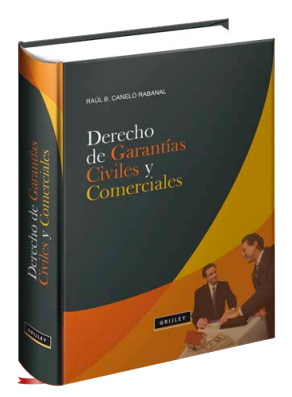 RAÚL B. CANELO RABANAL
Derecho
de Garantías
Civiles y
Comerciales
GRIJLEY
Derecho de Garantías
Civiles y Comerciales
GRIJLEY